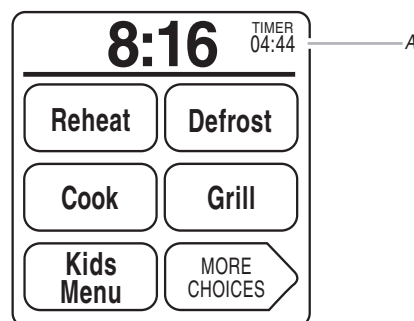 8:16
TIMER
04:44
A
Reheat
Defrost
Cook
Grill
Kids
Menu
MORE
CHOICES